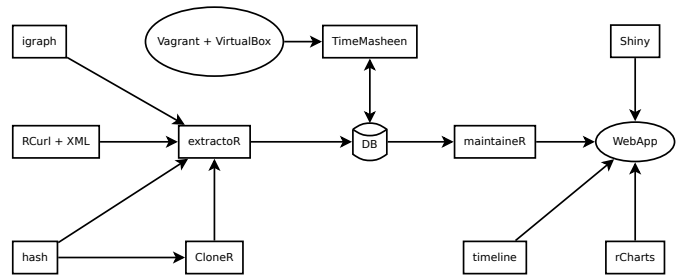 igraph
Vagrant + VirtualBox
TimeMasheen
Shiny
RCurl + XML
extractoR
DB
maintaineR
WebApp
hash
CloneR
timeline
rCharts